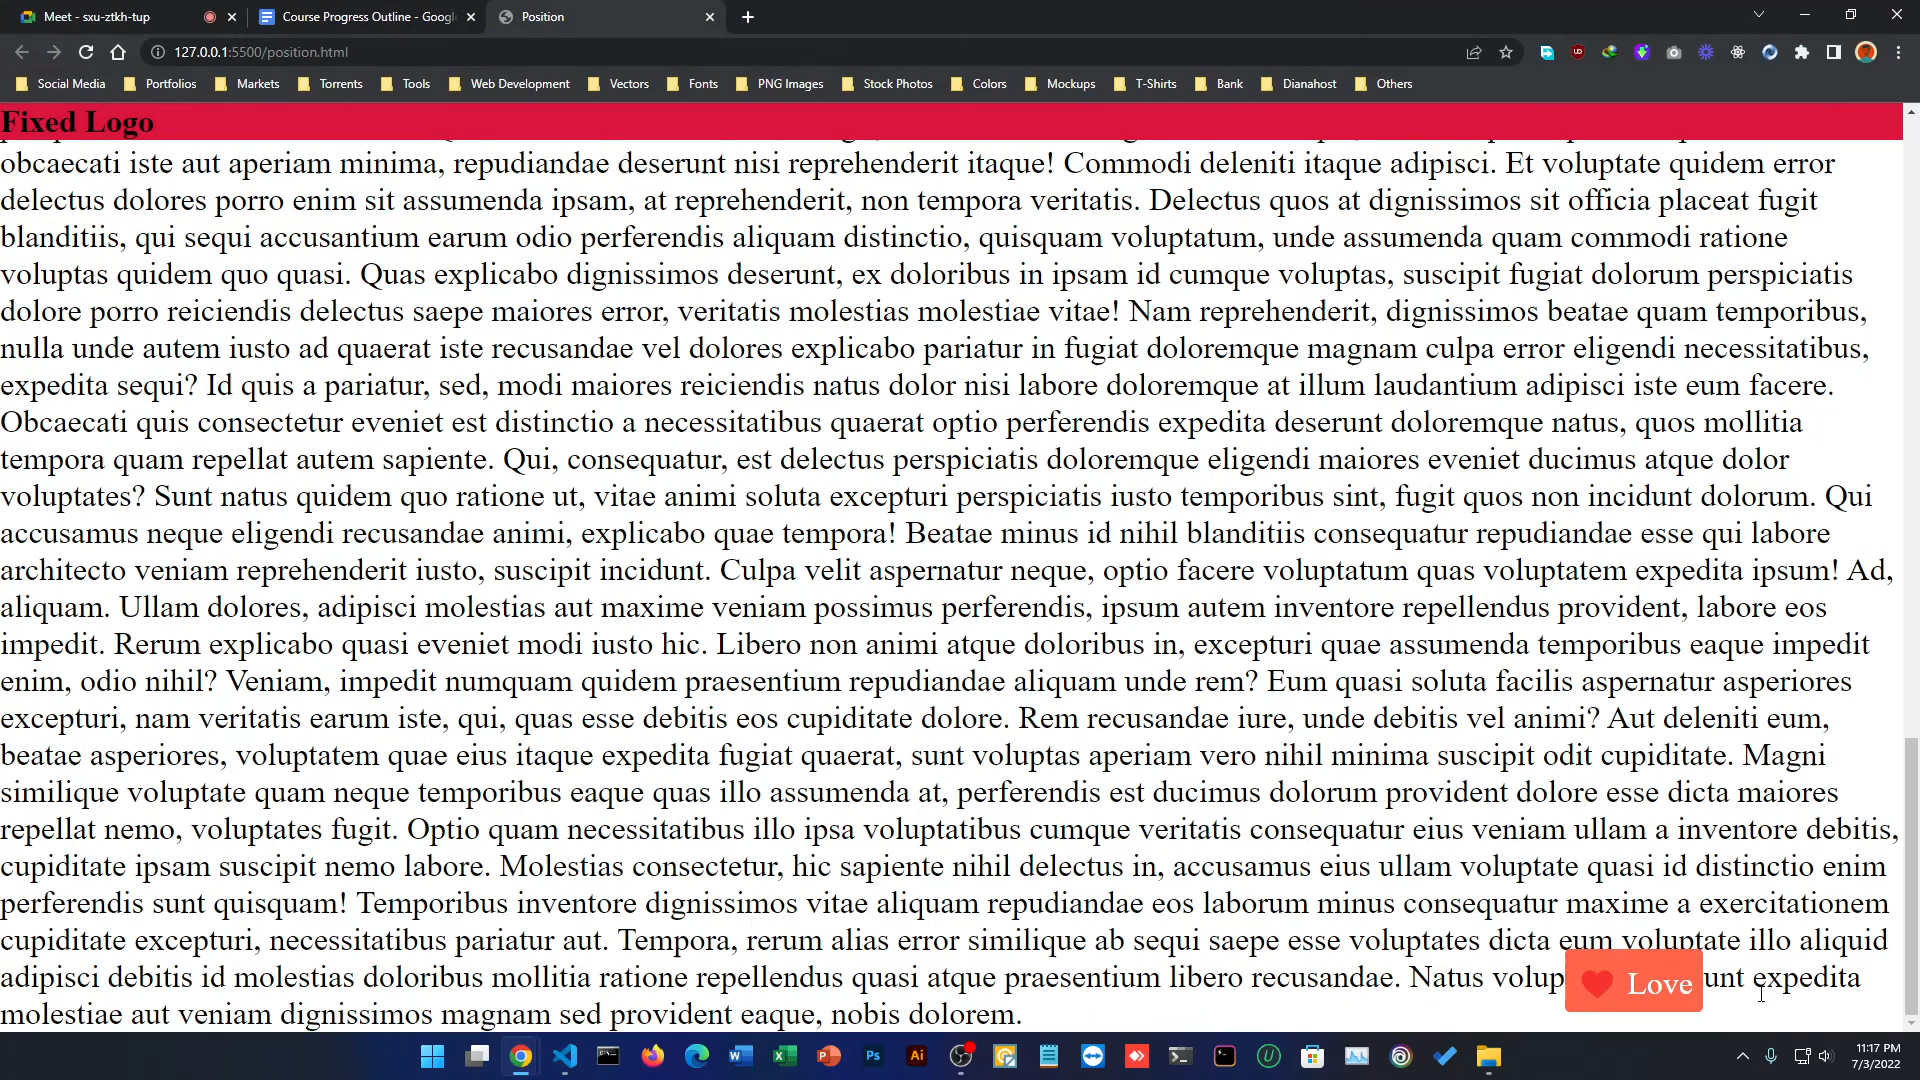 Meet - sxu-ztkh-tup
Course Progress Outline - Google
Position
127.0.0.1:5500/position.html
Social Media Portfolios Markets Torrents Tools Web Development Vectors Fonts PNG Images Stock Photos Colors Mockups T-Shirts Bank Dianahost Others
Fixed Logo
obcaecati iste aut aperiam minima, repudiandae deserunt nisi reprehenderit itaque! Commodi deleniti itaque adipisci. Et voluptate quidem error
delectus dolores porro enim sit assumenda ipsam, at reprehenderit, non tempora veritatis. Delectus quos at dignissimos sit officia placeat fugit
blanditiis, qui sequi accusantium earum odio perferendis aliquam distinctio, quisquam voluptatum, unde assumenda quam commodi ratione
voluptas quidem quo quasi. Quas explicabo dignissimos deserunt, ex doloribus in ipsam id cumque voluptas, suscipit fugiat dolorum perspiciatis
dolore porro reiciendis delectus saepe maiores error, veritatis molestias molestiae vitae! Nam reprehenderit, dignissimos beatae quam temporibus,
nulla unde autem iusto ad quaerat iste recusandae vel dolores explicabo pariatur in fugiat doloremque magnam culpa error eligendi necessitatibus,
expedita sequi? Id quis a pariatur, sed, modi maiores reiciendis natus dolor nisi labore doloremque at illum laudantium adipisci iste eum facere.
Obcaecati quis consectetur eveniet est distinctio a necessitatibus quaerat optio perferendis expedita deserunt doloremque natus, quos mollitia
tempora quam repellat autem sapiente. Qui, consequatur, est delectus perspiciatis doloremque eligendi maiores eveniet ducimus atque dolor
voluptates? Sunt natus quidem quo ratione ut, vitae animi soluta excepturi perspiciatis iusto temporibus sint, fugit quos non incidunt dolorum. Qui
accusamus neque eligendi recusandae animi, explicabo quae tempora! Beatae minus id nihil blanditiis consequatur repudiandae esse qui labore
architecto veniam reprehenderit iusto, suscipit incidunt. Culpa velit aspernatur neque, optio facere voluptatum quas voluptatem expedita ipsum! Ad,
aliquam. Ullam dolores, adipisci molestias aut maxime veniam possimus perferendis, ipsum autem inventore repellendus provident, labore eos
impedit. Rerum explicabo quasi eveniet modi iusto hic. Libero non animi atque doloribus in, excepturi quae assumenda temporibus eaque impedit
enim, odio nihil? Veniam, impedit numquam quidem praesentium repudiandae aliquam unde rem? Eum quasi soluta facilis aspernatur asperiores
excepturi, nam veritatis earum iste, qui, quas esse debitis eos cupiditate dolore. Rem recusandae iure, unde debitis vel animi? Aut deleniti eum,
beatae asperiores, voluptatem quae eius itaque expedita fugiat quaerat, sunt voluptas aperiam vero nihil minima suscipit odit cupiditate. Magni
similique voluptate quam neque temporibus eaque quas illo assumenda at, perferendis est ducimus dolorum provident dolore esse dicta maiores
repellat nemo, voluptates fugit. Optio quam necessitatibus illo ipsa voluptatibus cumque veritatis consequatur eius veniam ullam a inventore debitis,
cupiditate ipsam suscipit nemo labore. Molestias consectetur, hic sapiente nihil delectus in, accusamus eius ullam voluptate quasi id distinctio enim
perferendis sunt quisquam! Temporibus inventore dignissimos vitae aliquam repudiandae eos laborum minus consequatur maxime a exercitationem
cupiditate excepturi, necessitatibus pariatur aut. Tempora, rerum alias error similique ab sequi saepe esse voluptates dicta eum voluptate illo aliquid
adipisci debitis id molestias doloribus mollitia ratione repellendus quasi atque praesentium libero recusandae. Natus volup unt expedita
Love
molestiae aut veniam dignissimos magnam sed provident eaque, nobis dolorem.
11:17 PM
7/3/2022